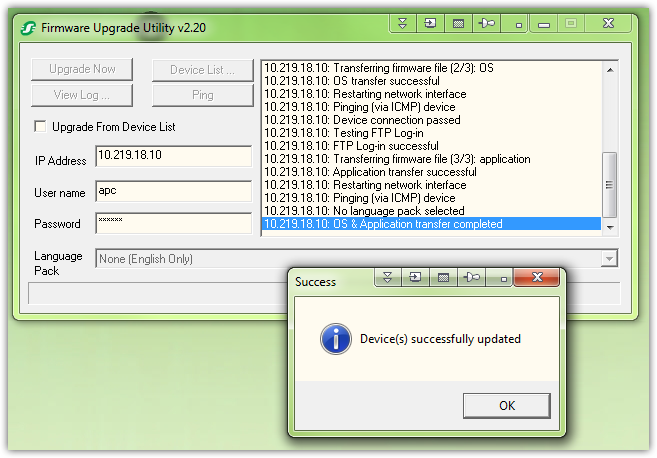 Firmware Upgrade Utility v2.20
Upgrade Now
Device List ...
View Log ...
Ping
Upgrade From Device List
IP Address
10.219.18.10
User name
apc
Password
××××××
Language
Pack
None (English Only)
10.219.18.10: Transferring firmware file (2/3): OS
10.219.18.10: OS transfer successful
10.219.18.10: Restarting network interface
10.219.18.10: Pinging (via ICMP) device
10.219.18.10: Device connection passed
10.219.18.10: Testing FTP Log-in
10.219.18.10: FTP Log-in successful
10.219.18.10: Transferring firmware file (3/3): application
10.219.18.10: Application transfer successful
10.219.18.10: Restarting network interface
10.219.18.10: Pinging (via ICMP) device
10.219.18.10: No language pack selected
10.219.18.10: OS & Application transfer completed
Success
Device(s) successfully updated
OK